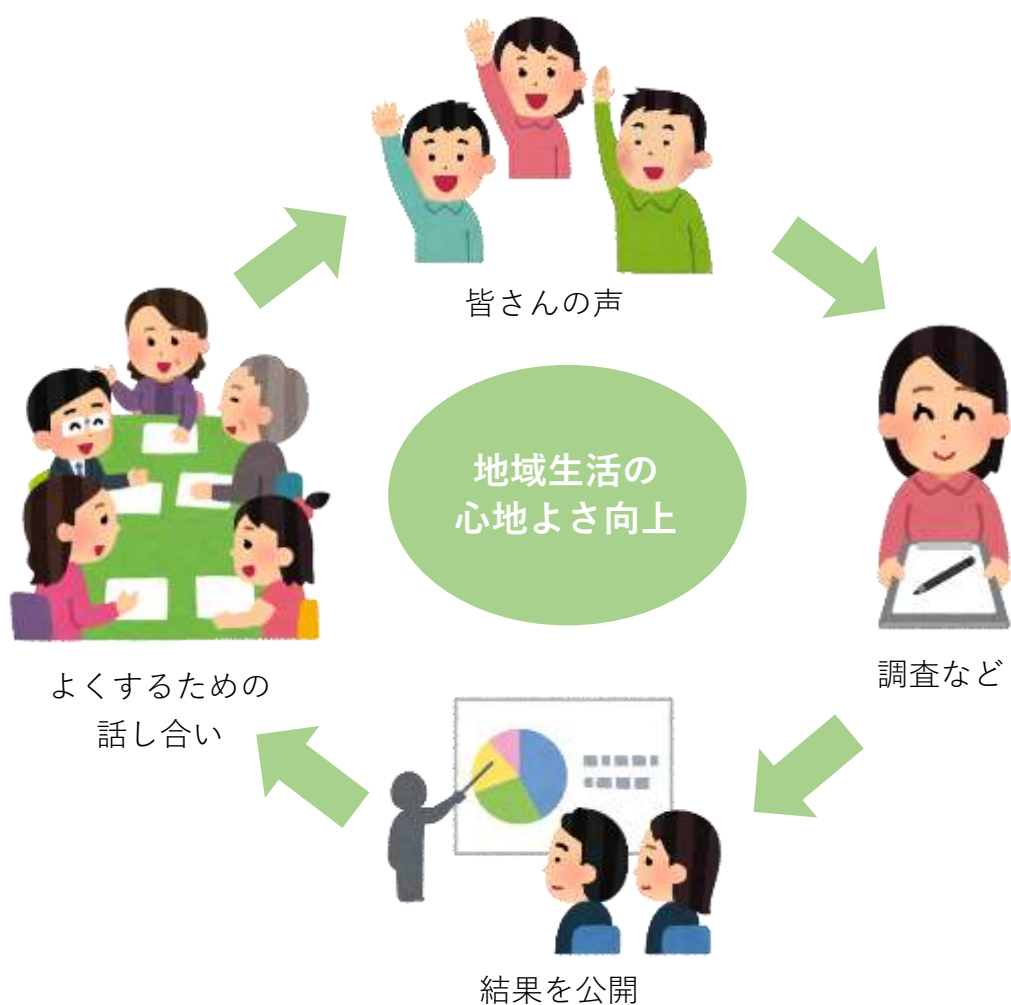 皆さんの声
地域生活の
心地よさ向上
調査など
よくするための
話し合い
結果を公開